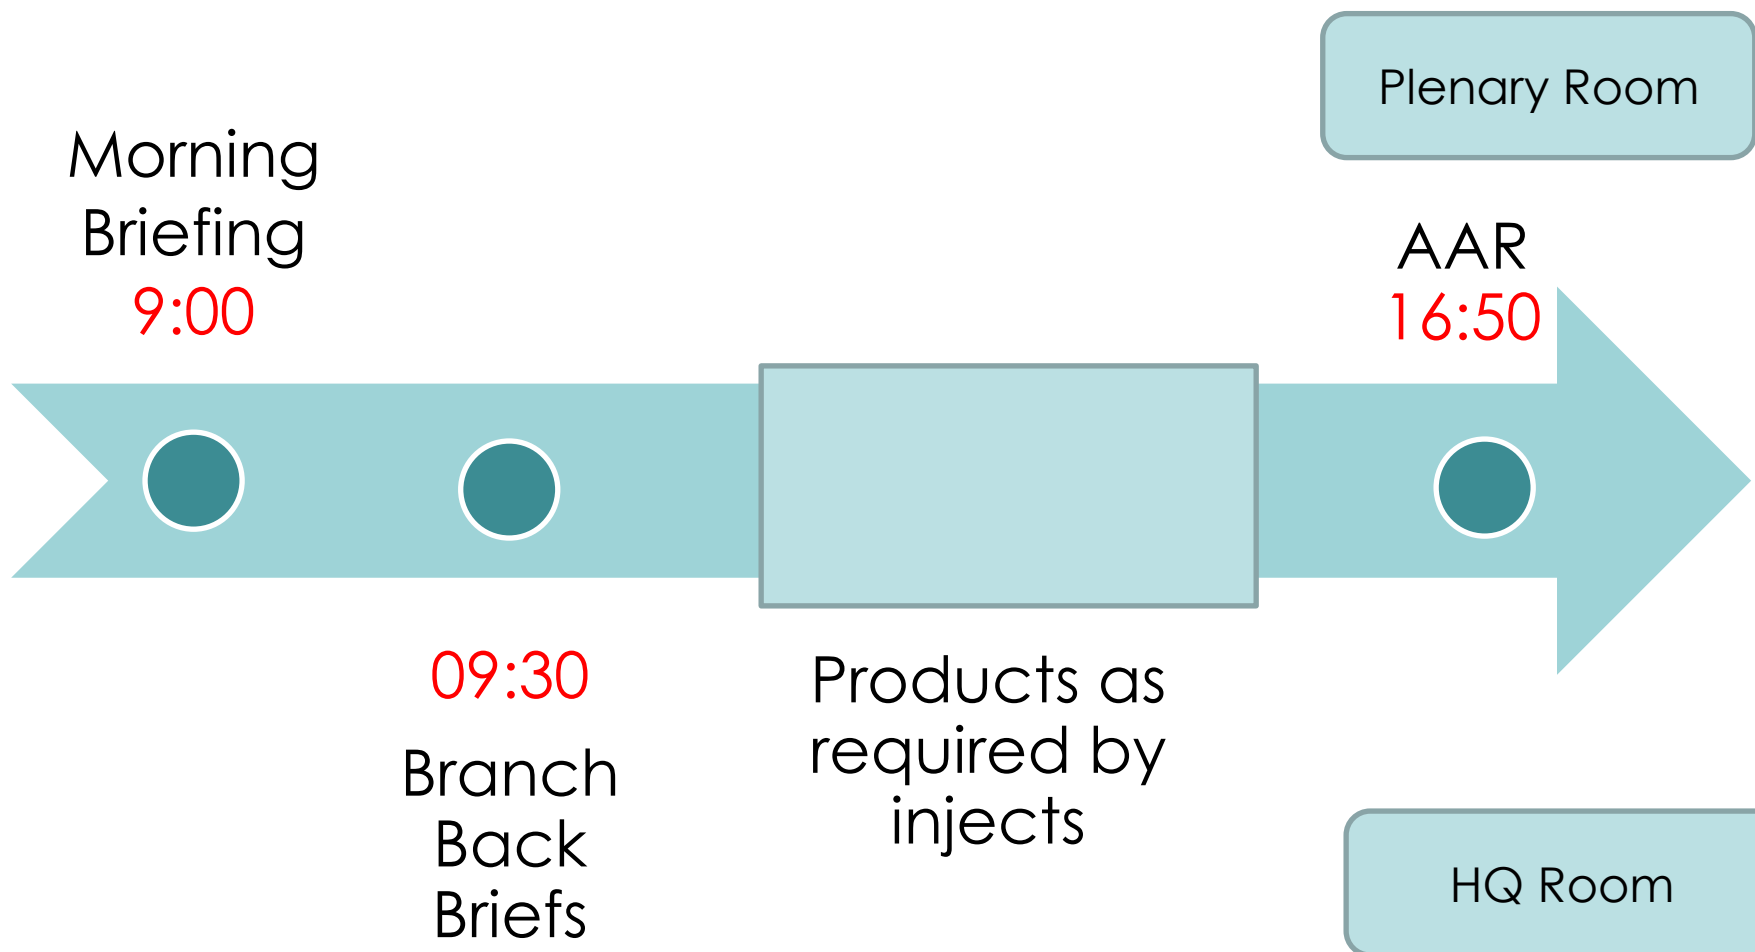 Plenary Room
Morning
Briefing
9:00
AAR
16:50
09:30
Branch
Back
Briefs
Products as
required by
injects
HQ Room